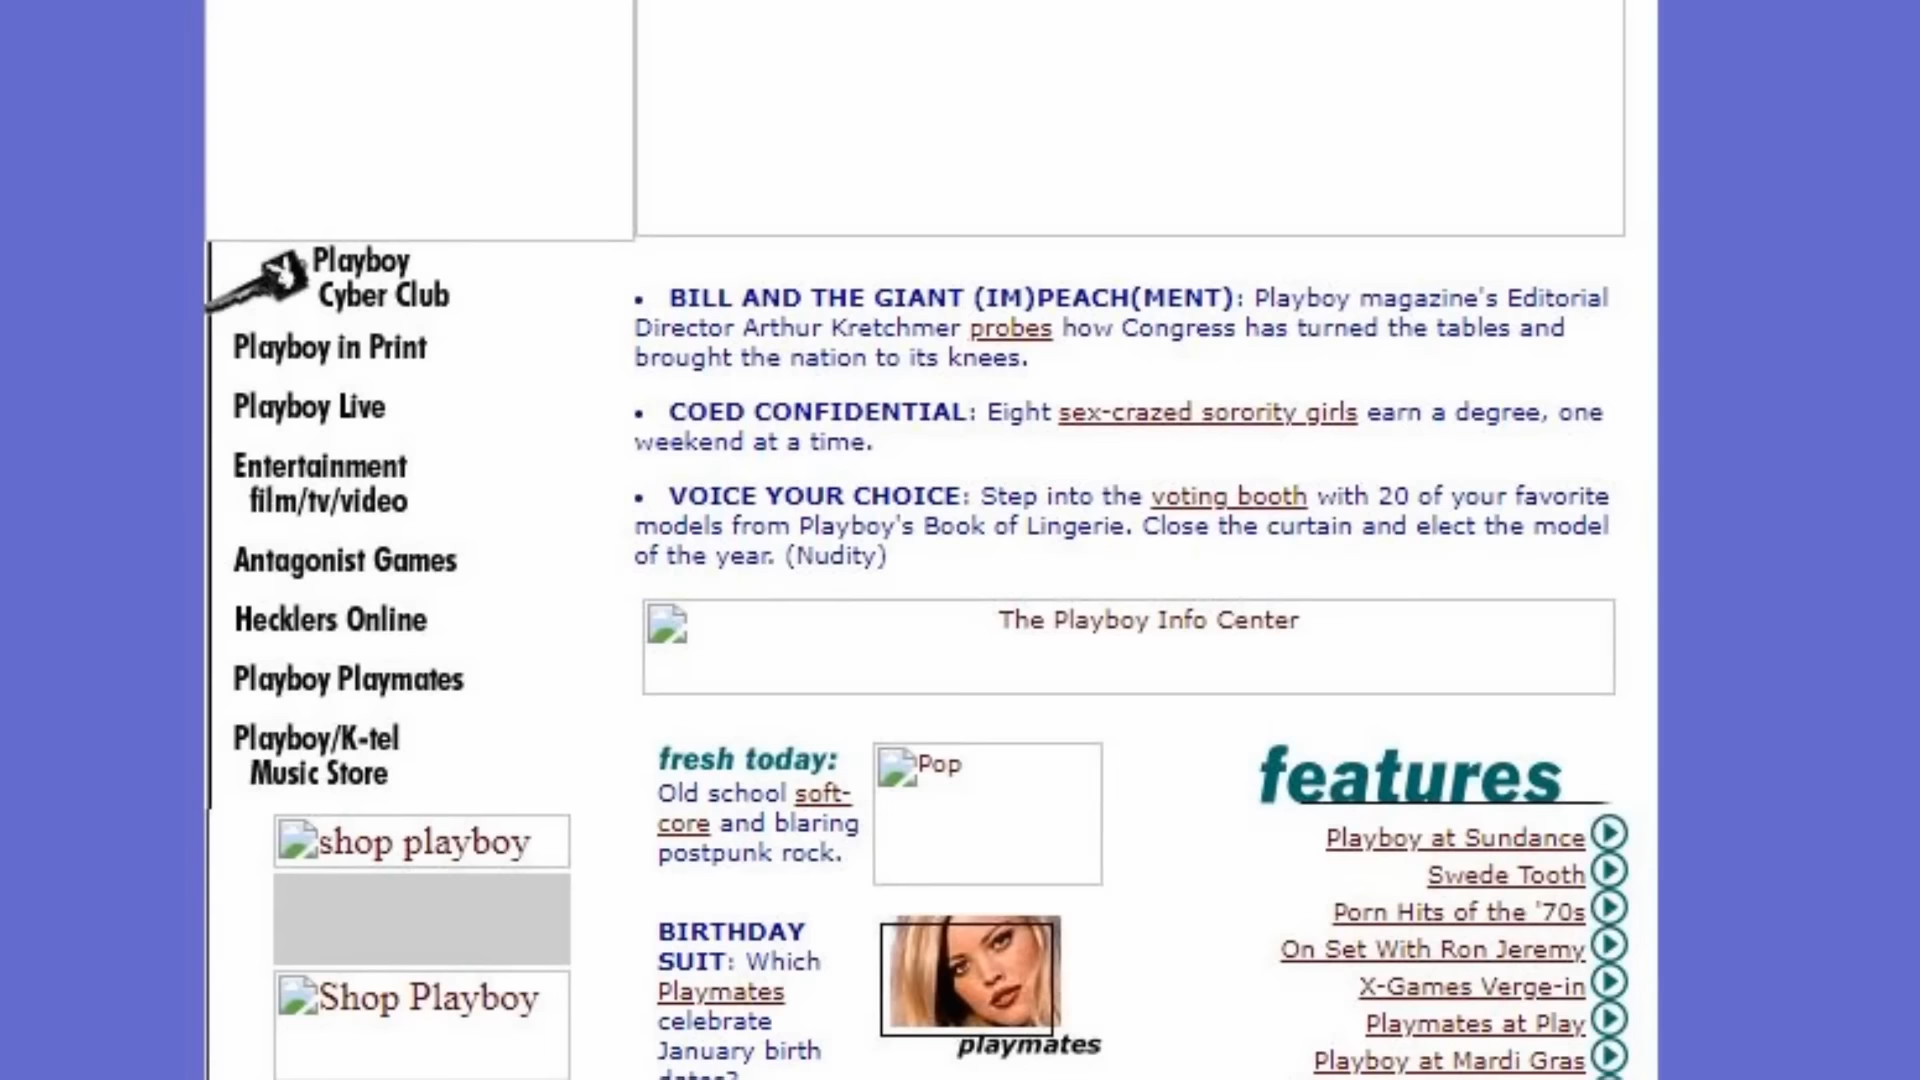 Playboy
Cyber Club
Playboy in Print
Playboy Live
Entertainment
film/tv/video
Antagonist Games
Hecklers Online
Playboy Playmates
Playboy/K-tel
Music Store
shop playboy
Shop Playboy
• BILL AND THE GIANT (IM)PEACH(MENT): Playboy magazine's Editorial
Director Arthur Kretchmer probes how Congress has turned the tables and
brought the nation to its knees.
• COED CONFIDENTIAL: Eight sex-crazed sorority girls earn a degree, one
weekend at a time.
• VOICE YOUR CHOICE: Step into the voting booth with 20 of your favorite
models from Playboy's Book of Lingerie. Close the curtain and elect the model
of the year. (Nudity)
The Playboy Info Center
fresh today:
Old school soft-
core and blaring
postpunk rock.
Pop
BIRTHDAY
SUIT: Which
Playmates
celebrate
January birth
dates?
playmates
features
Playboy at Sundance
Swede Tooth
Porn Hits of the '70s
On Set With Ron Jeremy
X-Games Verge-in
Playmates at Play
Playboy at Mardi Gras